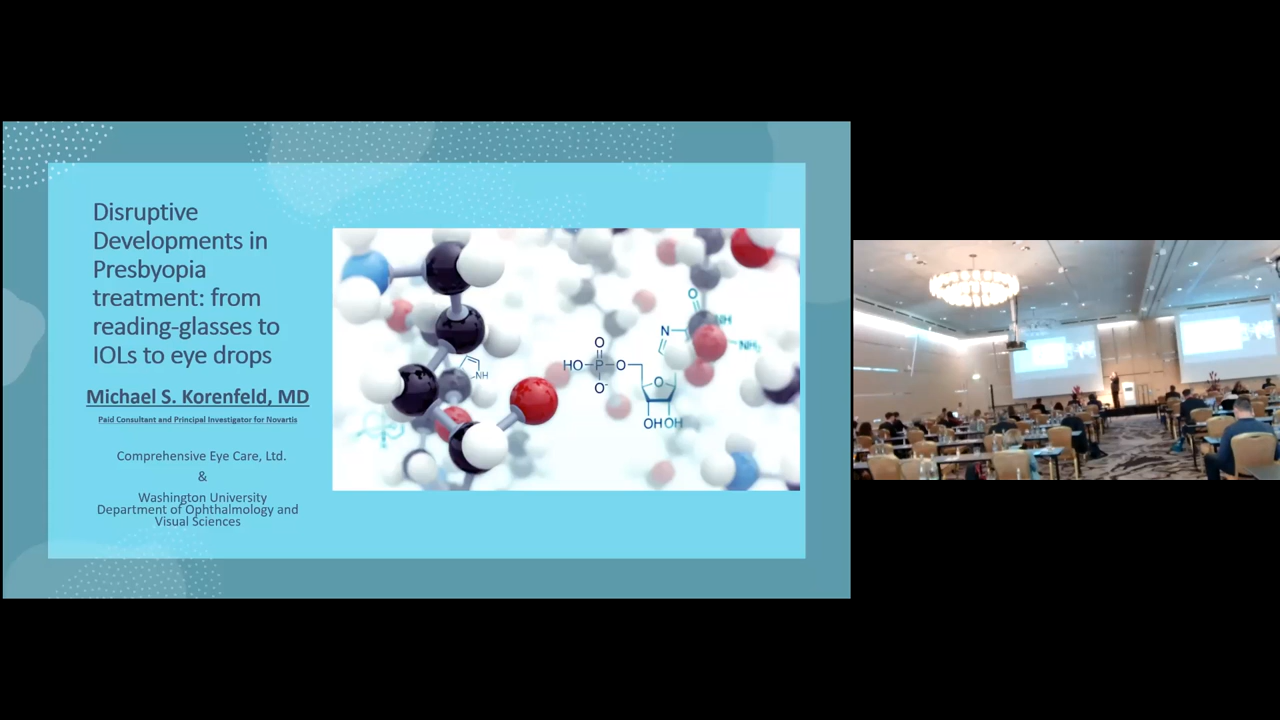 Disruptive
Developments in
Presbyopia
treatment: from
reading-glasses to
IOLs to eye drops
Michael S. Korenfeld, MD
Paid Consultant and Principal Investigator for Novartis
Comprehensive Eye Care, Ltd.
&
Washington University
Department of Ophthalmology and
Visual Sciences
O
HO P O
O-
O
OH OH
O
N
NH
NH₂
NH